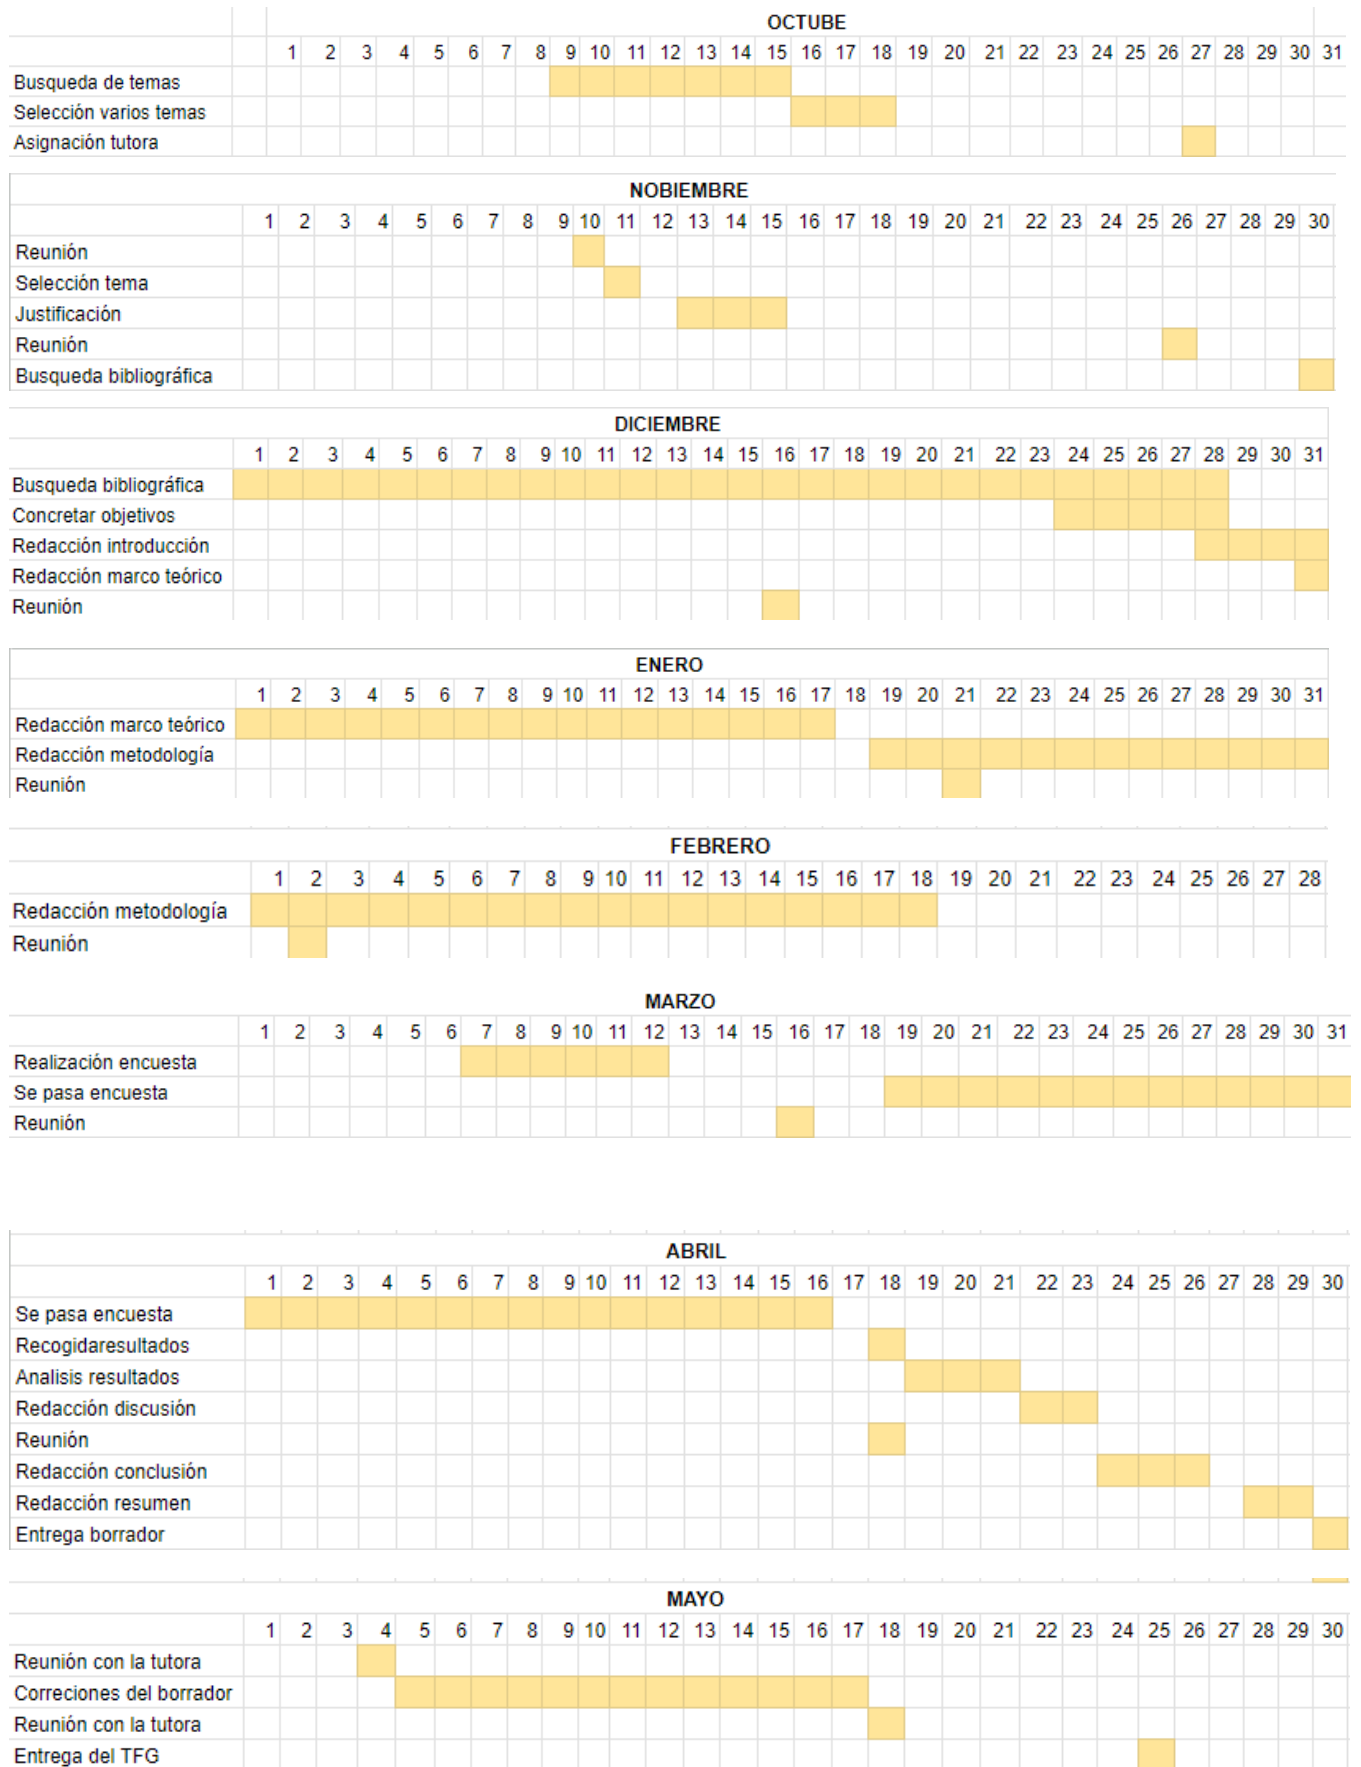 OCTUBE
1 2 3 4 5 6 7 8 9 10 11 12 13 14 15 16 17 18 19 20 21 22 23 24 25 26 27 28 29 30 31
Busqueda de temas
Selección varios temas
Asignación tutora
NOBIEMBRE
1 2 3 4 5 6 7 8 9 10 11 12 13 14 15 16 17 18 19 20 21 22 23 24 25 26 27 28 29 30
Reunión
Selección tema
Justificación
Reunión
Busqueda bibliográfica
DICIEMBRE
1 2 3 4 5 6 7 8 9 10 11 12 13 14 15 16 17 18 19 20 21 22 23 24 25 26 27 28 29 30 31
Busqueda bibliográfica
Concretar objetivos
Redacción introducción
Redacción marco teórico
Reunión
ENERO
1 2 3 4 5 6 7 8 9 10 11 12 13 14 15 16 17 18 19 20 21 22 23 24 25 26 27 28 29 30 31
Redacción marco teórico
Redacción metodología
Reunión
FEBRERO
1 2 3 4 5 6 7 8 9 10 11 12 13 14 15 16 17 18 19 20 21 22 23 24 25 26 27 28
Redacción metodología
Reunión
MARZO
1 2 3 4 5 6 7 8 9 10 11 12 13 14 15 16 17 18 19 20 21 22 23 24 25 26 27 28 29 30 31
Realización encuesta
Se pasa encuesta
Reunión
ABRIL
1 2 3 4 5 6 7 8 9 10 11 12 13 14 15 16 17 18 19 20 21 22 23 24 25 26 27 28 29 30
Se pasa encuesta
Recogidaresultados
Analisis resultados
Redacción discusión
Reunión
Redacción conclusión
Redacción resumen
Entrega borrador
MAYO
1 2 3 4 5 6 7 8 9 10 11 12 13 14 15 16 17 18 19 20 21 22 23 24 25 26 27 28 29 30
Reunión con la tutora
Correciones del borrador
Reunión con la tutora
Entrega del TFG